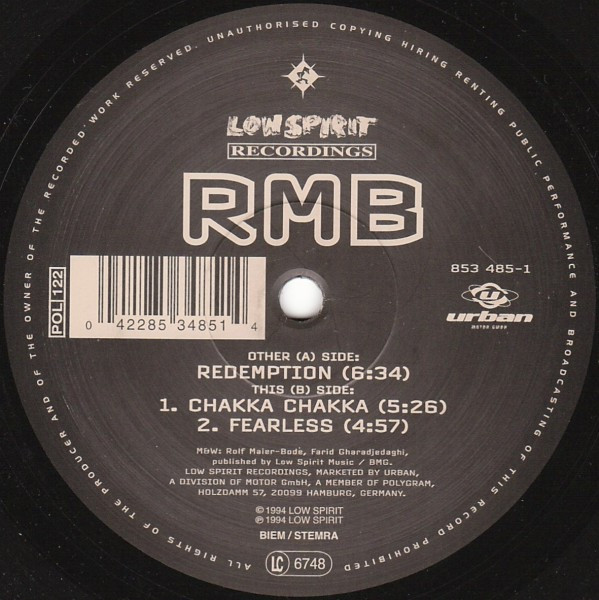 ALL RIGHTS OF THE PRODUCER AND OF THE OWNER OF THE RECORDED WORK RESERVED. UNAUTHORISED COPYING HIRING RENTING PUBLIC PERFORMANCE AND BROADCASTING OF THIS RECORD PROHIBITED
LOW SPIRIT
RECORDINGS
RMB
POL 122
0 42285 34851 4
853 485-1
urban
MOTOR GMBH
OTHER (A) SIDE:
REDEMPTION (6:34)
THIS (B) SIDE:
1. CHAKKA CHAKKA (5:26)
2. FEARLESS (4:57)
M&W: Rolf Maier-Bode, Farid Gharadjedaghi,
published by Low Spirit Music / BMG.
LOW SPIRIT RECORDINGS, MARKETED BY URBAN,
A DIVISION OF MOTOR GmbH, A MEMBER OF POLYGRAM,
HOLZDAMM 57, 20099 HAMBURG, GERMANY.
© 1994 LOW SPIRIT
℗ 1994 LOW SPIRIT
BIEM / STEMRA
LC 6748